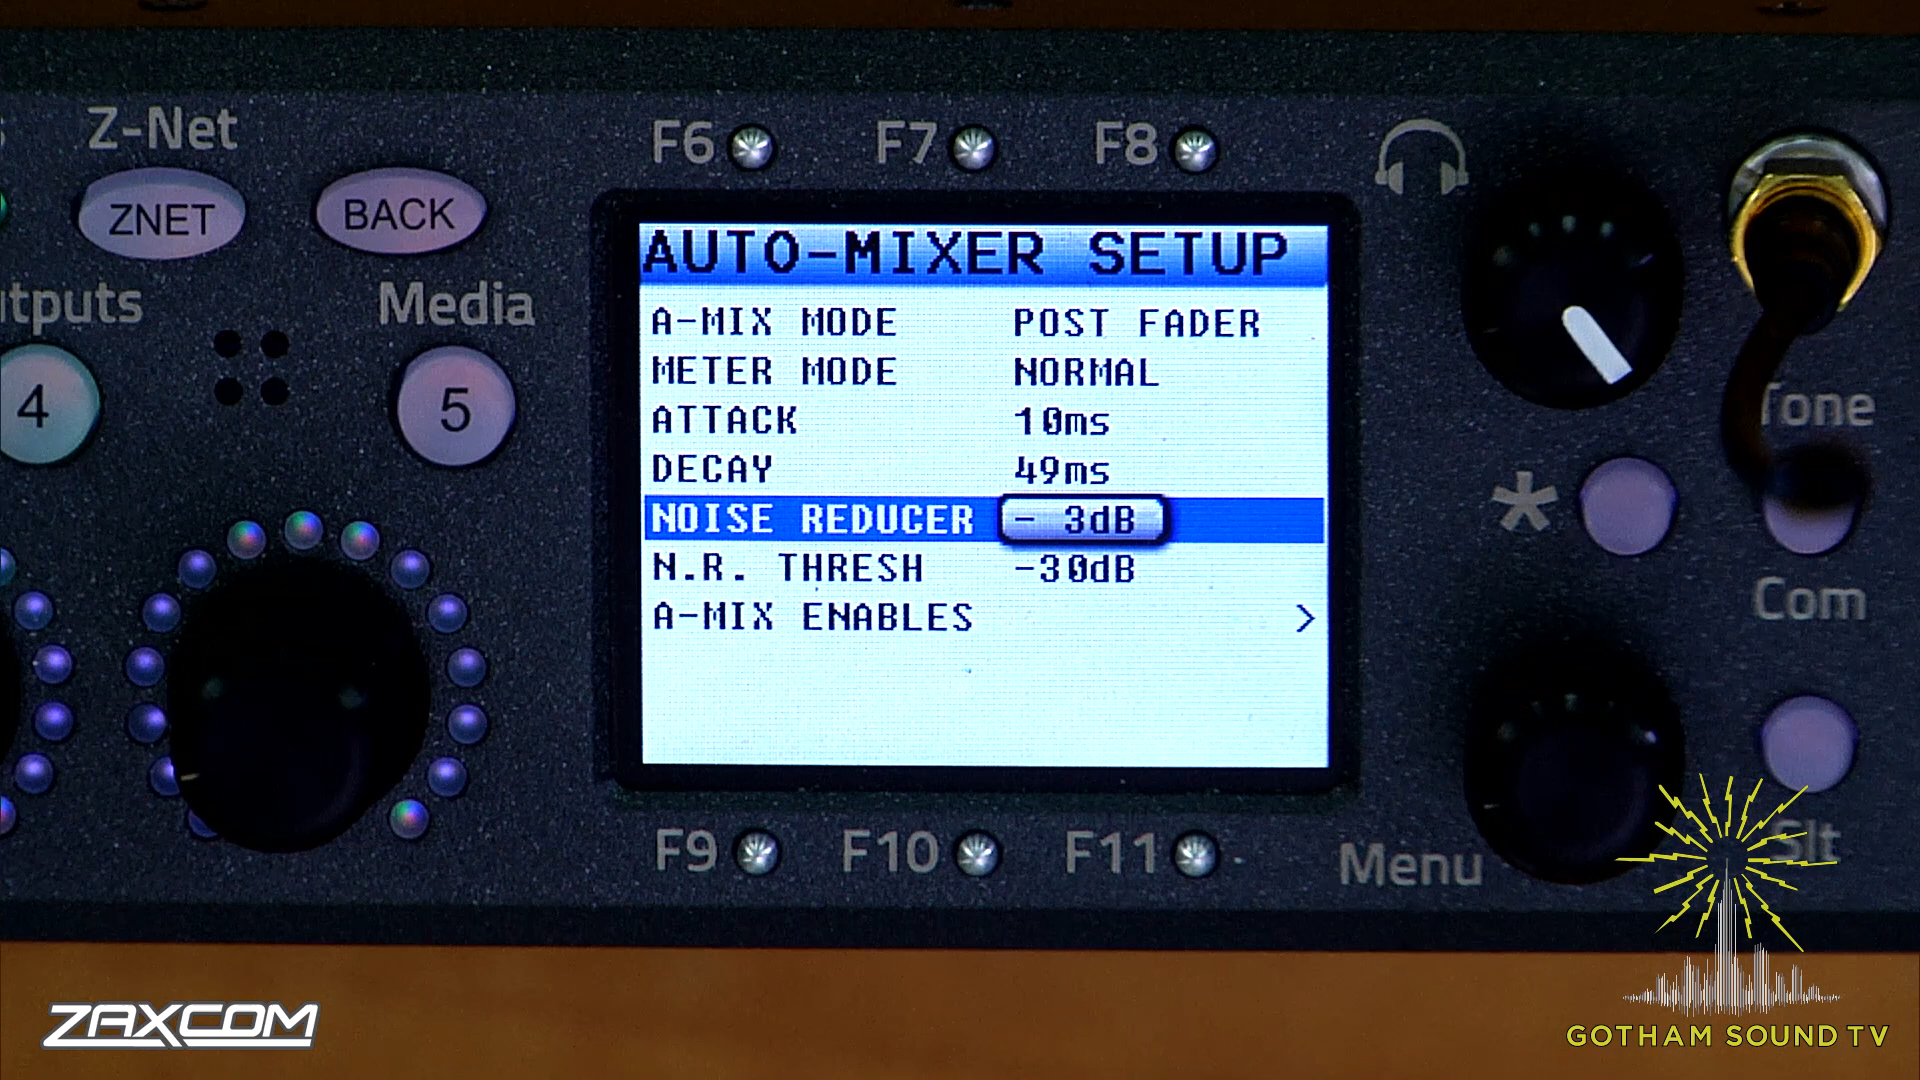 Z-Net
F6
F7
F8
ZNET
BACK
AUTO-MIXER SETUP
A-MIX MODE POST FADER
METER MODE NORMAL
ATTACK 10ms
DECAY 49ms
NOISE REDUCER - 3dB
N.R. THRESH -30dB
A-MIX ENABLES >
Media
4
5
Tone
*
Com
Slt
F9
F10
F11
Menu
ZAXCOM
GOTHAM SOUND TV